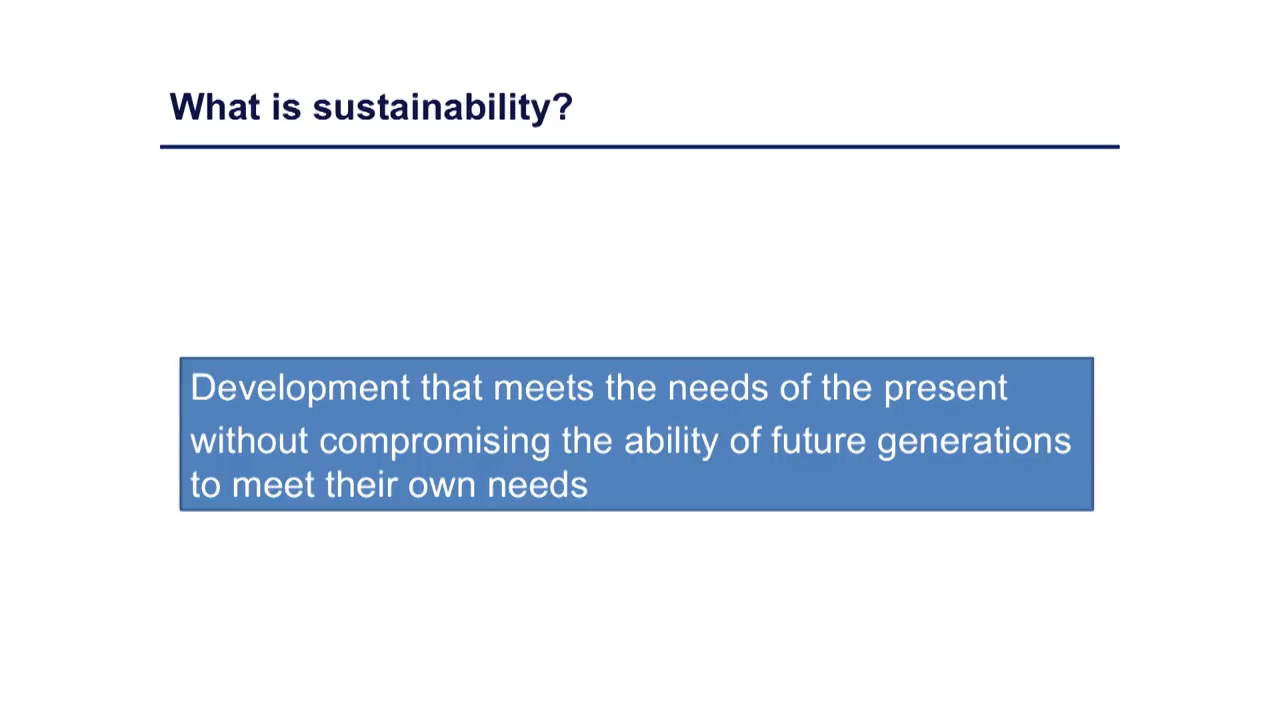 What is sustainability?
Development that meets the needs of the present
without compromising the ability of future generations
to meet their own needs